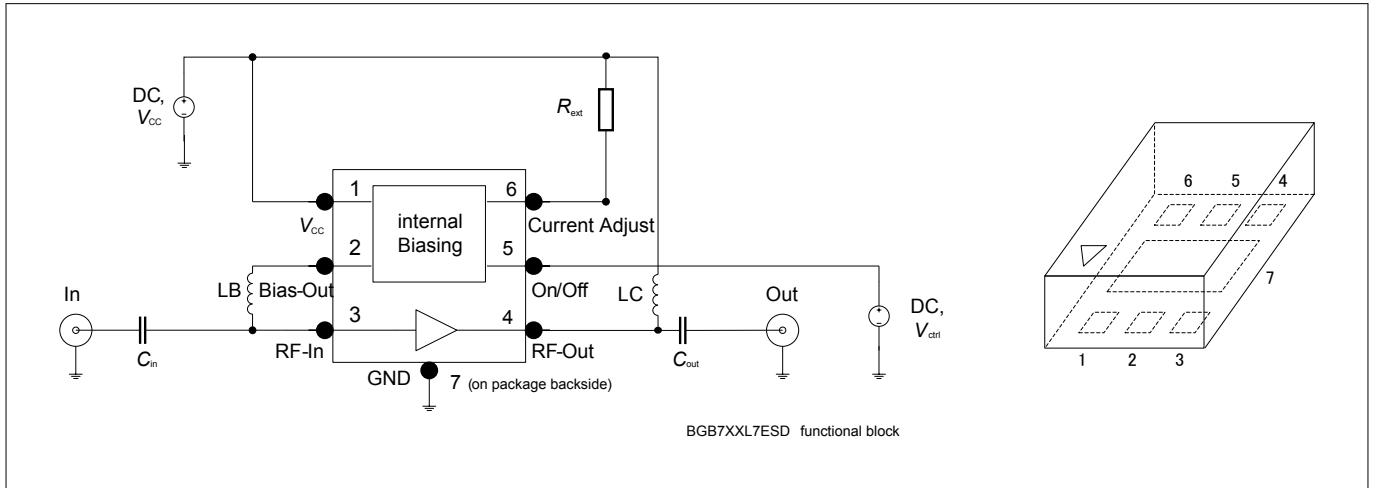 DC,
Vcc
Rext
1
6
Vcc
internal
Biasing
Current Adjust
2
5
In
LB
Bias-Out
On/Off
LC
Out
DC,
Vctrl
3
4
Cin
RF-In
RF-Out
Cout
GND
7 (on package backside)
BGB7XXL7ESD functional block
6 5 4
7
1 2 3